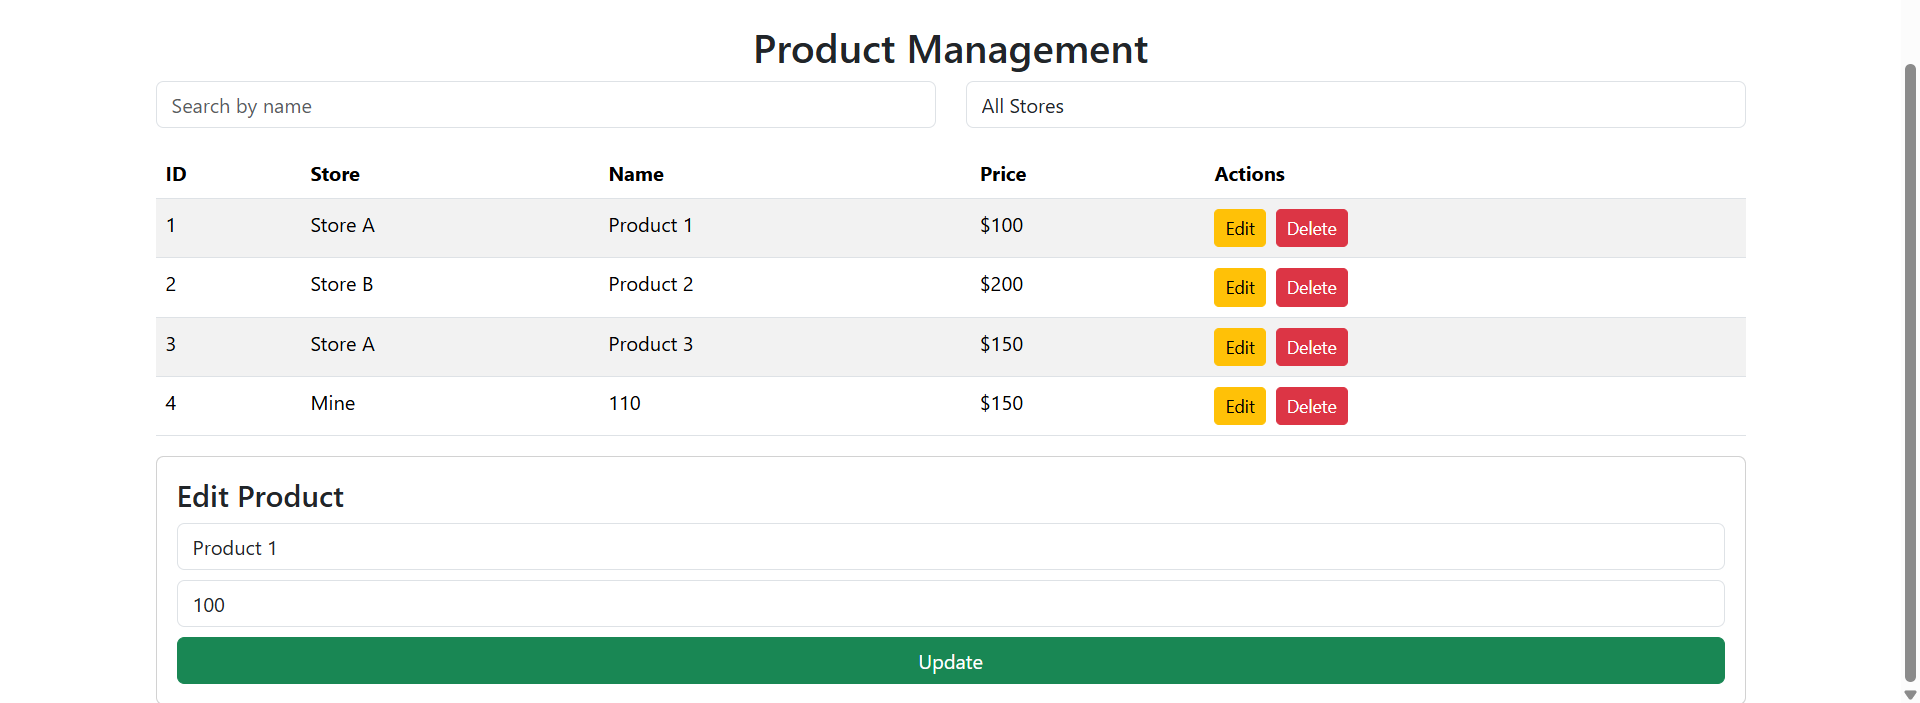 Product Management
Search by name All Stores
ID Store Name Price Actions
1 Store A Product 1 $100 Edit Delete
2 Store B Product 2 $200 Edit Delete
3 Store A Product 3 $150 Edit Delete
4 Mine 110 $150 Edit Delete
Edit Product
Product 1
100
Update